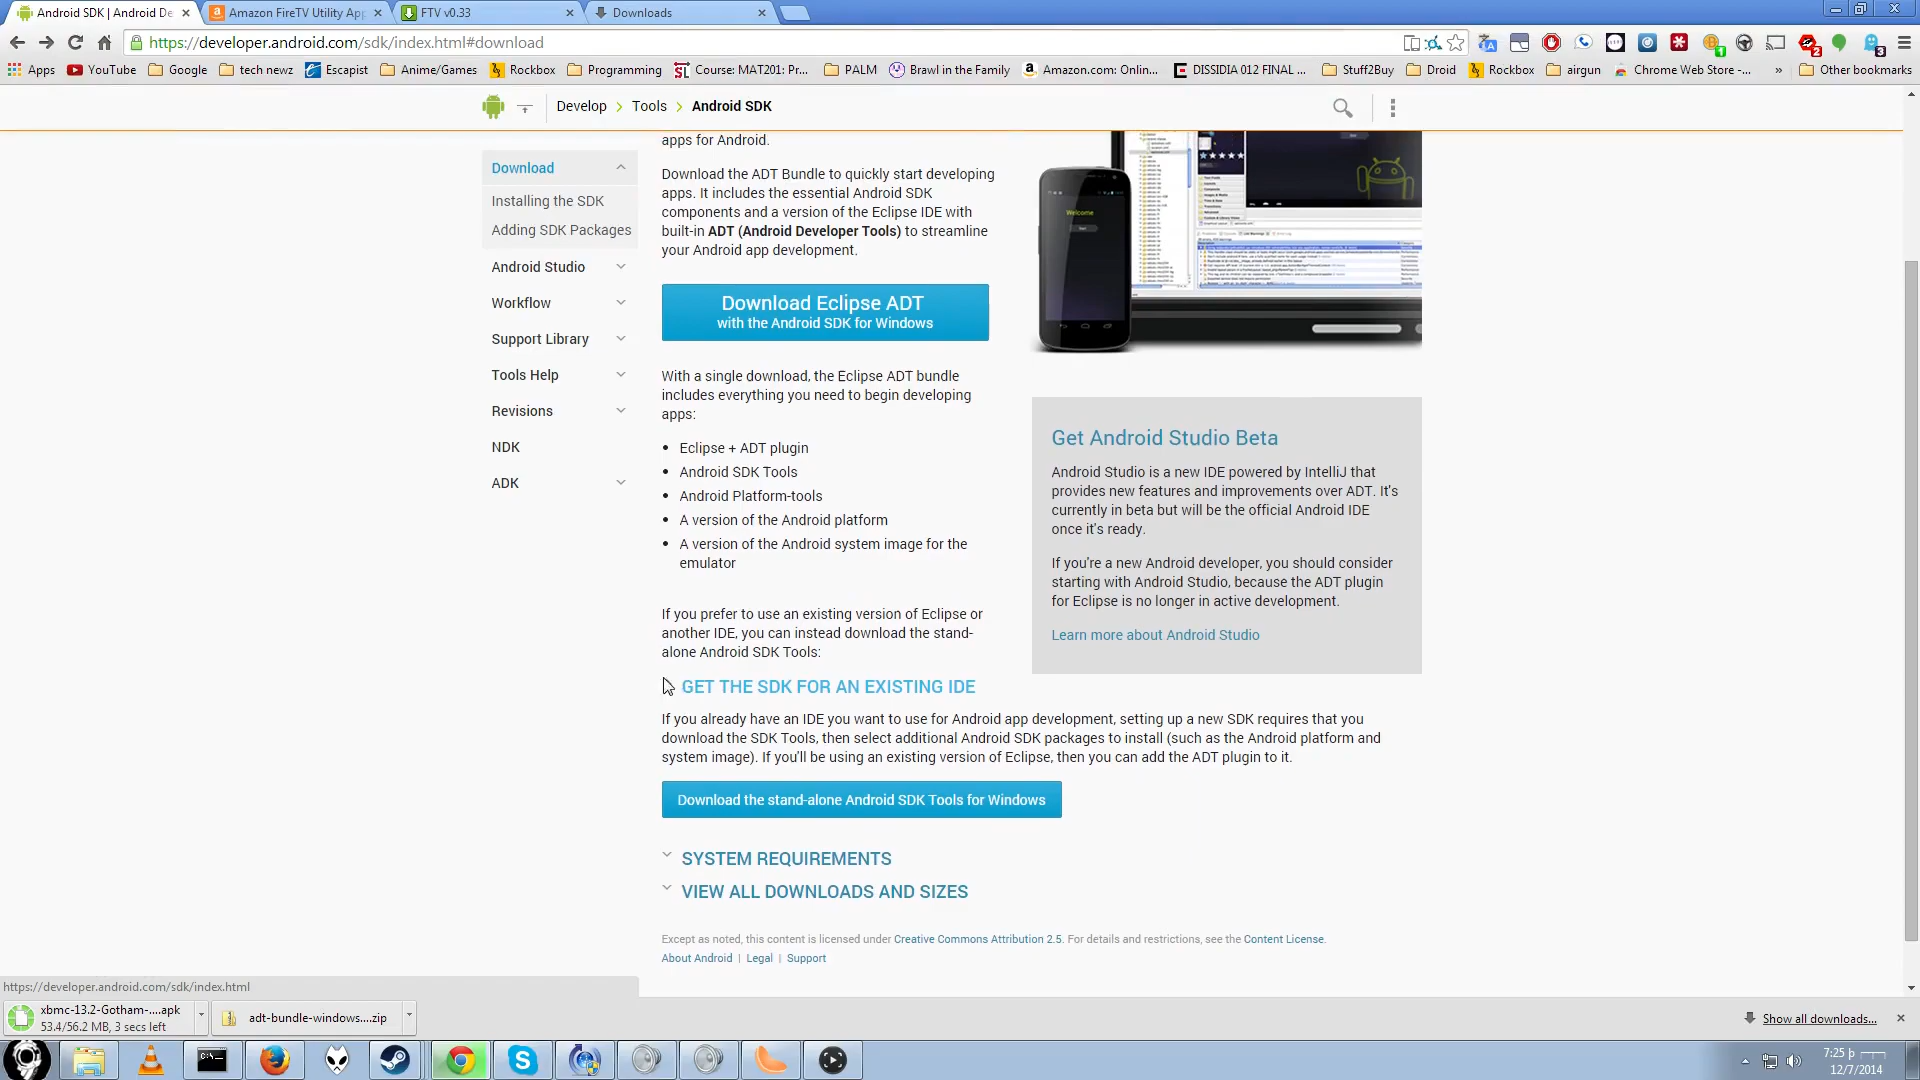 Android SDK | Android De
Amazon FireTV Utility App
FTV v0.33
Downloads
https://developer.android.com/sdk/index.html#download
Apps
YouTube
Google
tech newz
Escapist
Anime/Games
Rockbox
Programming
Course: MAT201: Pr...
PALM
Brawl in the Family
Amazon.com: Onlin...
DISSIDIA 012 FINAL ...
Stuff2Buy
Droid
Rockbox
airgun
Chrome Web Store -...
»
Other bookmarks
Develop > Tools > Android SDK
Download
Installing the SDK
Adding SDK Packages
Android Studio
Workflow
Support Library
Tools Help
Revisions
NDK
ADK
apps for Android.
Download the ADT Bundle to quickly start developing
apps. It includes the essential Android SDK
components and a version of the Eclipse IDE with
built-in ADT (Android Developer Tools) to streamline
your Android app development.
Download Eclipse ADT
with the Android SDK for Windows
With a single download, the Eclipse ADT bundle
includes everything you need to begin developing
apps:
• Eclipse + ADT plugin
• Android SDK Tools
• Android Platform-tools
• A version of the Android platform
• A version of the Android system image for the
emulator
If you prefer to use an existing version of Eclipse or
another IDE, you can instead download the stand-
alone Android SDK Tools:
Welcome
Get Android Studio Beta
Android Studio is a new IDE powered by IntelliJ that
provides new features and improvements over ADT. It's
currently in beta but will be the official Android IDE
once it's ready.
If you're a new Android developer, you should consider
starting with Android Studio, because the ADT plugin
for Eclipse is no longer in active development.
Learn more about Android Studio
GET THE SDK FOR AN EXISTING IDE
If you already have an IDE you want to use for Android app development, setting up a new SDK requires that you
download the SDK Tools, then select additional Android SDK packages to install (such as the Android platform and
system image). If you'll be using an existing version of Eclipse, then you can add the ADT plugin to it.
Download the stand-alone Android SDK Tools for Windows
SYSTEM REQUIREMENTS
VIEW ALL DOWNLOADS AND SIZES
Except as noted, this content is licensed under Creative Commons Attribution 2.5. For details and restrictions, see the Content License.
About Android | Legal | Support
https://developer.android.com/sdk/index.html
xbmc-13.2-Gotham-....apk
53.4/56.2 MB, 3 secs left
adt-bundle-windows....zip
Show all downloads...
7:25 þ
12/7/2014